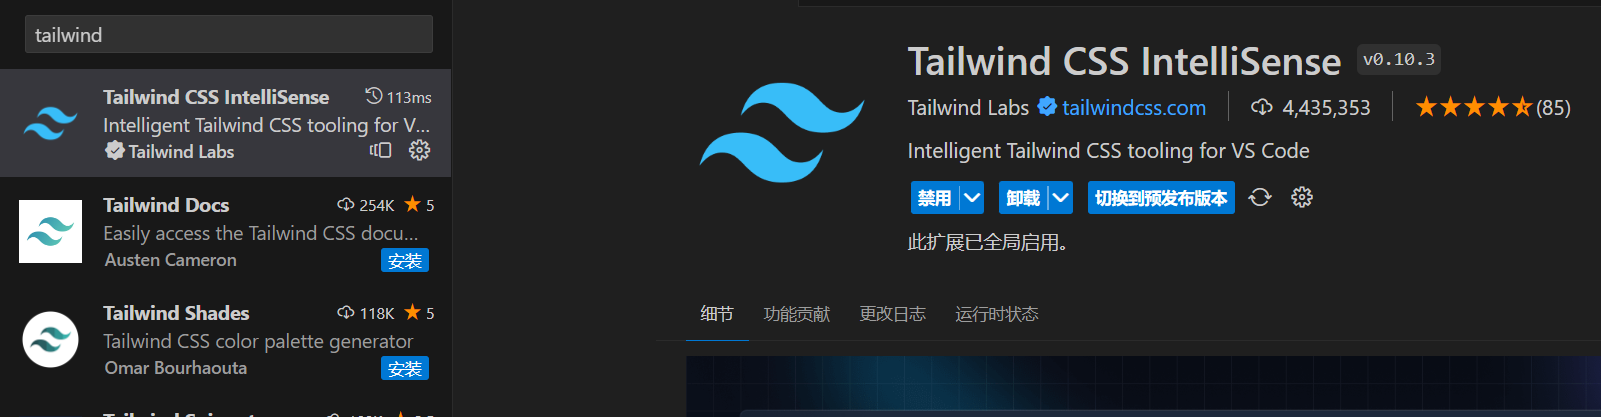 tailwind
Tailwind CSS IntelliSense 113ms
Intelligent Tailwind CSS tooling for V...
Tailwind Labs
Tailwind Docs 254K 5
Easily access the Tailwind CSS docu...
Austen Cameron 安装
Tailwind Shades 118K 5
Tailwind CSS color palette generator
Omar Bourhaouta 安装
Tailwind CSS IntelliSense v0.10.3
Tailwind Labs tailwindcss.com 4,435,353 (85)
Intelligent Tailwind CSS tooling for VS Code
禁用 卸载 切换到预发布版本
此扩展已全局启用。
细节 功能贡献 更改日志 运行时状态